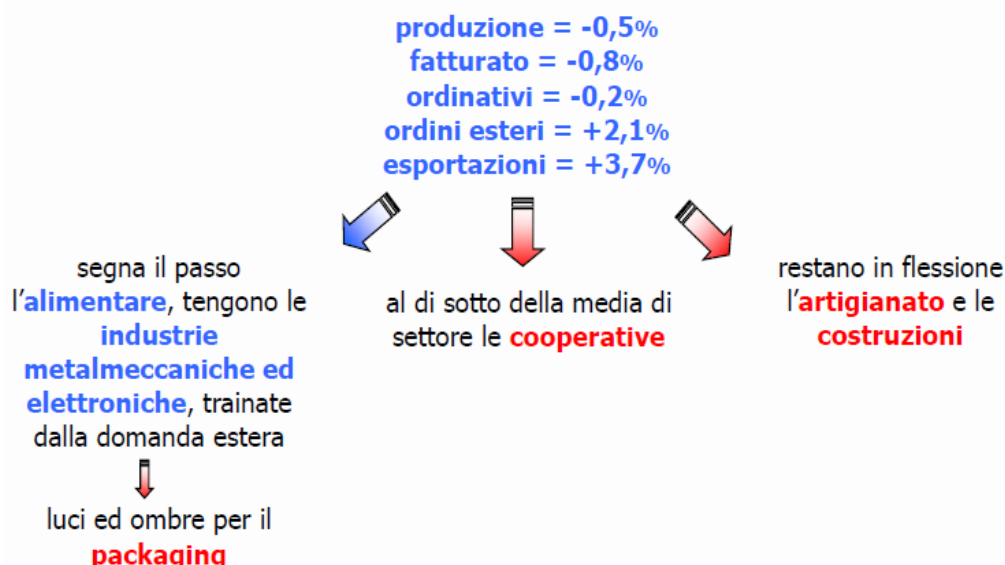 produzione = -0,5%
fatturato = -0,8%
ordinativi = -0,2%
ordini esteri = +2,1%
esportazioni = +3,7%
segna il passo
l'alimentare, tengono le
industrie
metalmeccaniche ed
elettroniche, trainate
dalla domanda estera
luci ed ombre per il
packaging
al di sotto della media di
settore le cooperative
restano in flessione
l'artigianato e le
costruzioni